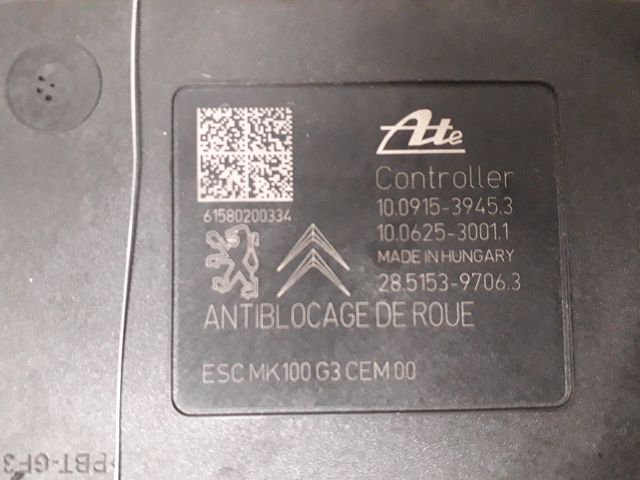 Ate
Controller
10.0915-3945.3
61580200334
10.0625-3001.1
MADE IN HUNGARY
28.5153-9706.3
ANTIBLOCAGE DE ROUE
ESC MK100 G3 CEM 00
>PBT-GF3